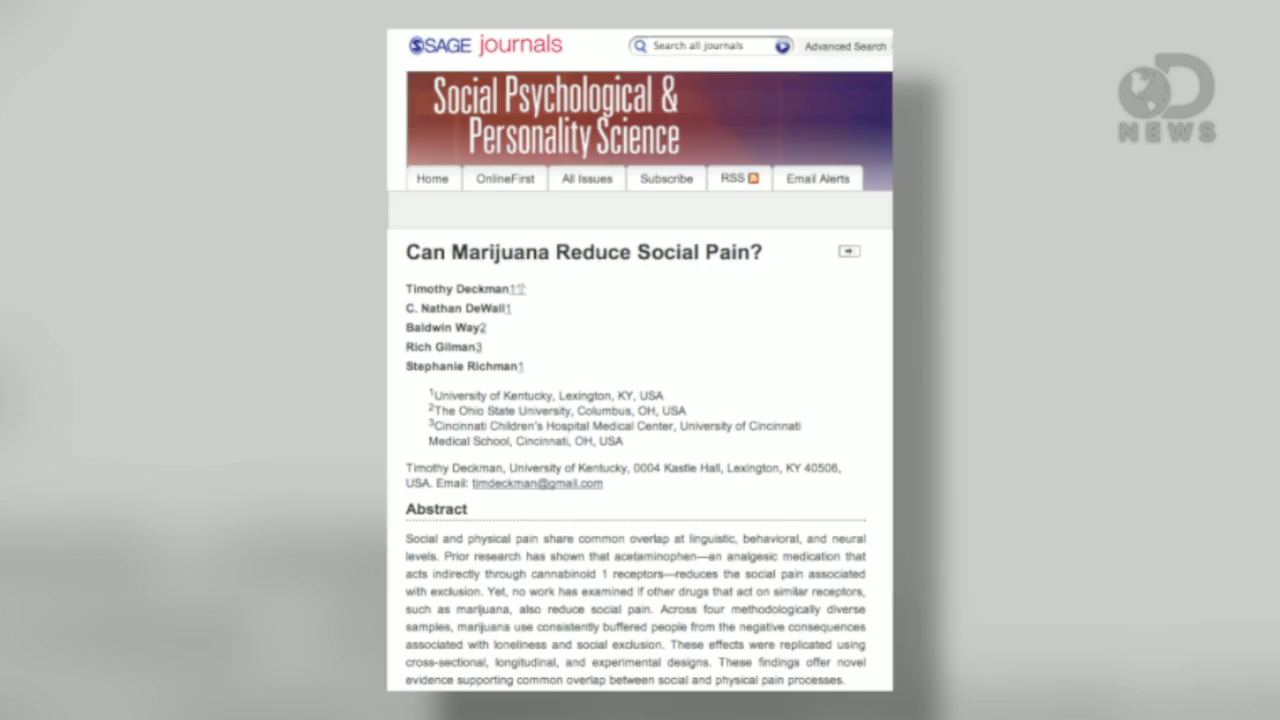 SAGE journals
Search all journals
Advanced Search
D
NEWS
Social Psychological &
Personality Science
Home OnlineFirst All Issues Subscribe RSS Email Alerts
Can Marijuana Reduce Social Pain?
Timothy Deckman1⇧
C. Nathan DeWall1
Baldwin Way2
Rich Gilman3
Stephanie Richman1
1University of Kentucky, Lexington, KY, USA
2The Ohio State University, Columbus, OH, USA
3Cincinnati Children's Hospital Medical Center, University of Cincinnati
Medical School, Cincinnati, OH, USA
Timothy Deckman, University of Kentucky, 0004 Kastle Hall, Lexington, KY 40506,
USA. Email: timdeckman@gmail.com
Abstract
Social and physical pain share common overlap at linguistic, behavioral, and neural
levels. Prior research has shown that acetaminophen—an analgesic medication that
acts indirectly through cannabinoid 1 receptors—reduces the social pain associated
with exclusion. Yet, no work has examined if other drugs that act on similar receptors,
such as marijuana, also reduce social pain. Across four methodologically diverse
samples, marijuana use consistently buffered people from the negative consequences
associated with loneliness and social exclusion. These effects were replicated using
cross-sectional, longitudinal, and experimental designs. These findings offer novel
evidence supporting common overlap between social and physical pain processes.